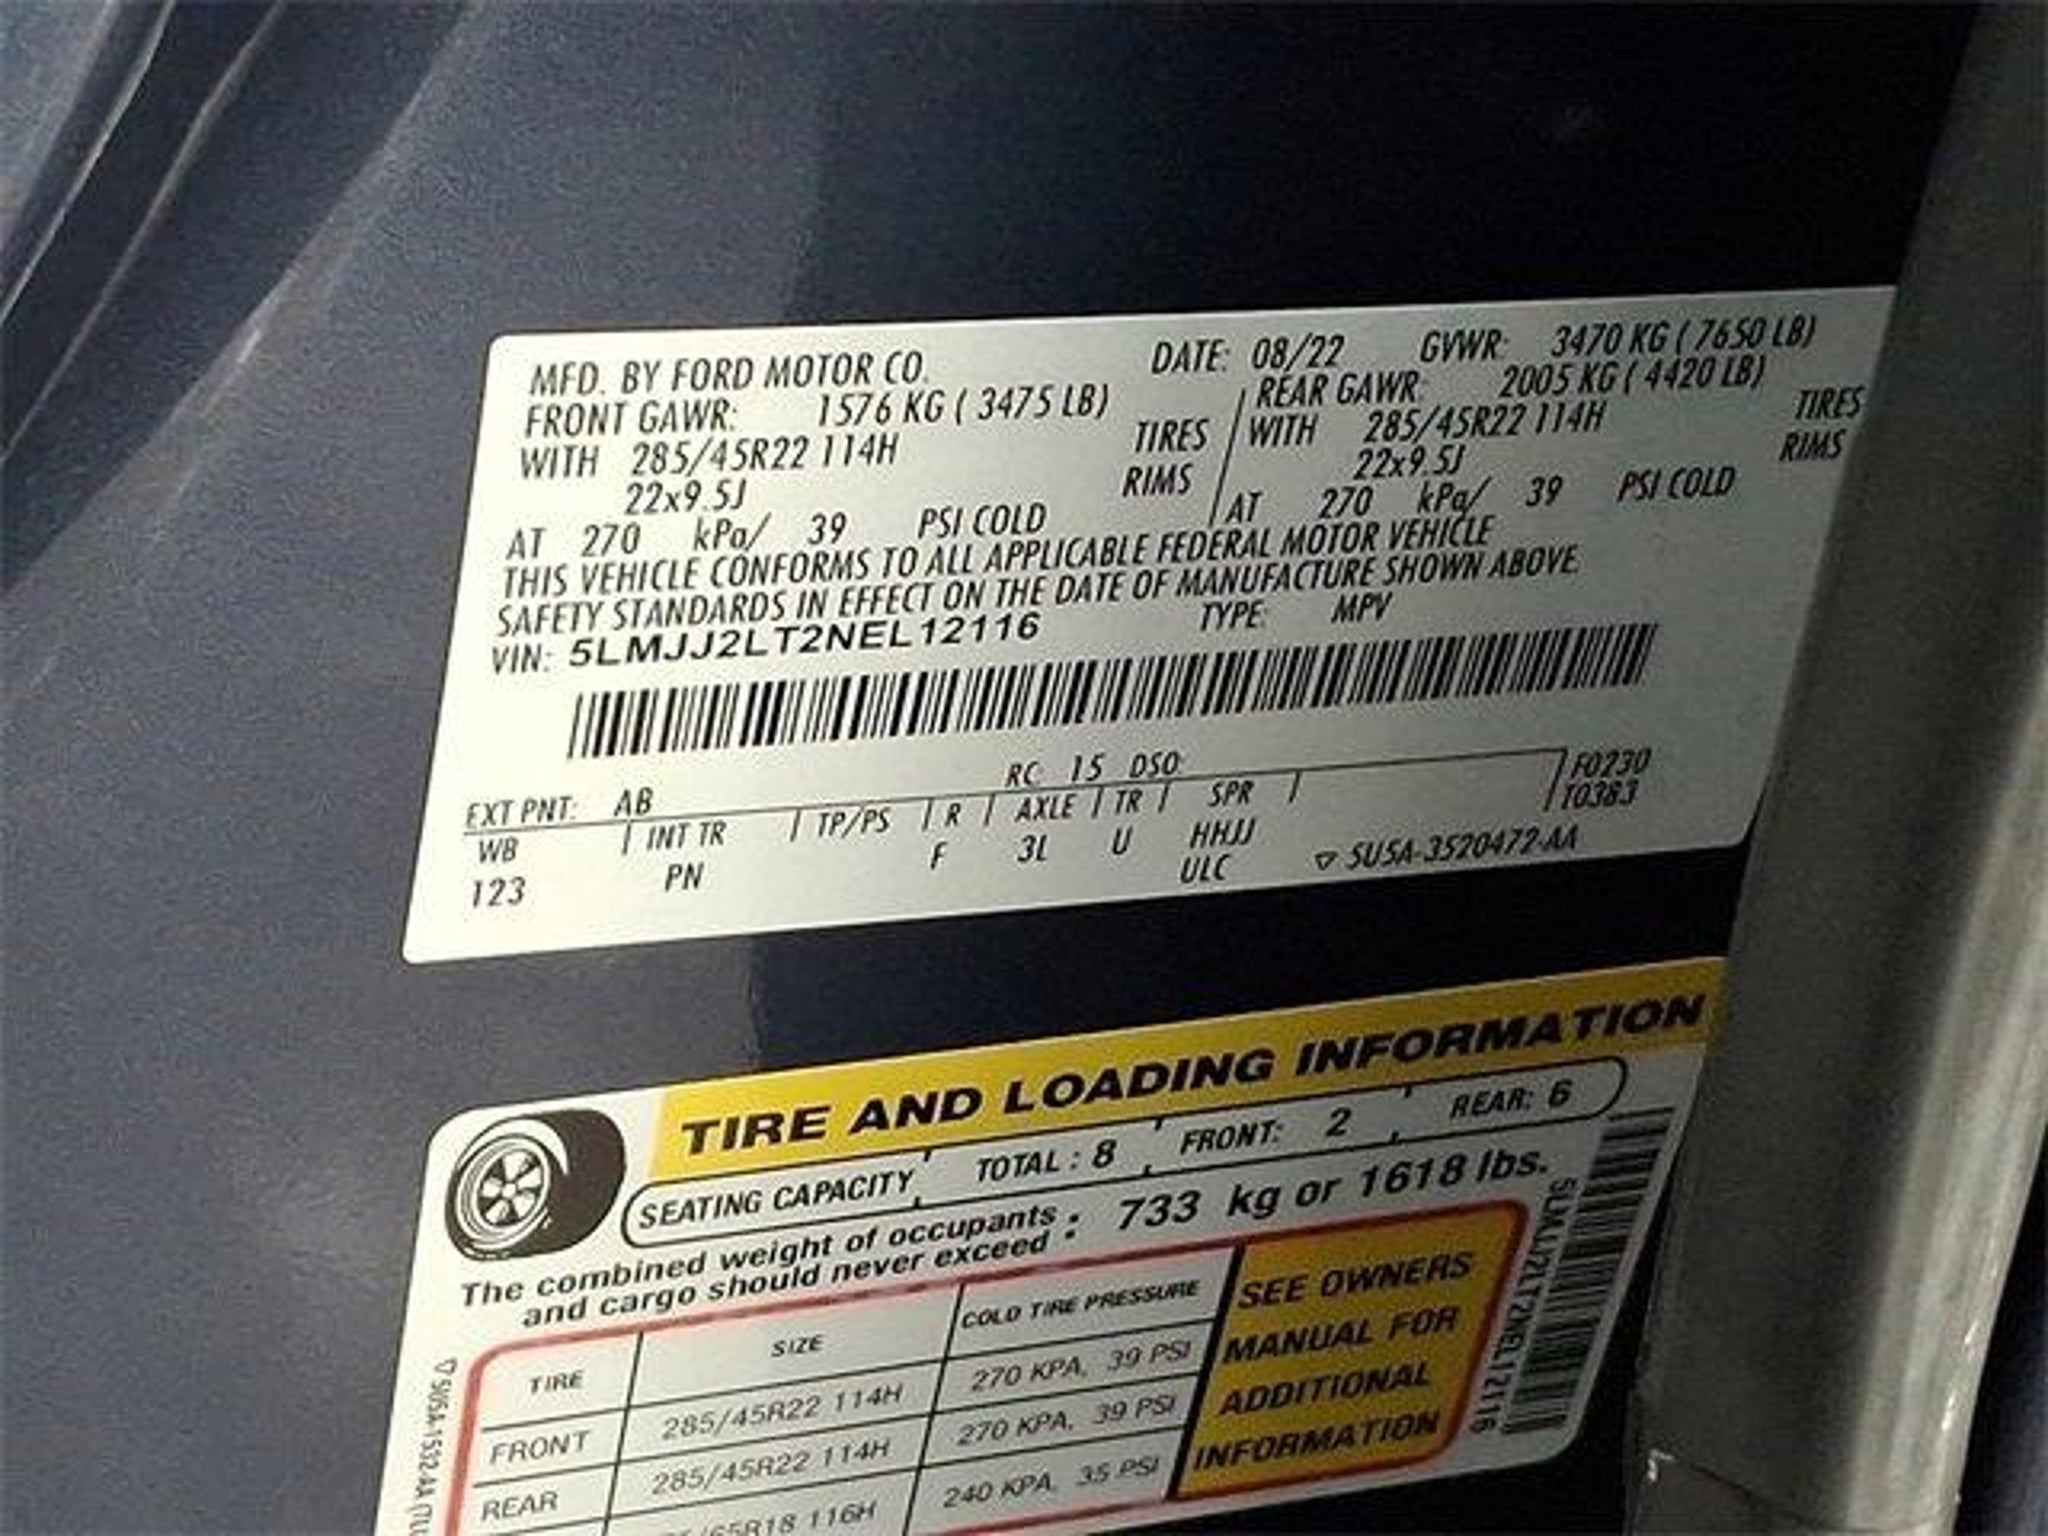 MFD. BY FORD MOTOR CO. DATE: 08/22 GVWR: 3470 KG ( 7650 LB)
FRONT GAWR: 1576 KG ( 3475 LB) REAR GAWR: 2005 KG ( 4420 LB)
WITH 285/45R22 114H TIRES WITH 285/45R22 114H TIRES
22x9.5J RIMS 22x9.5J RIMS
AT 270 kPa/ 39 PSI COLD AT 270 kPa/ 39 PSI COLD
THIS VEHICLE CONFORMS TO ALL APPLICABLE FEDERAL MOTOR VEHICLE
SAFETY STANDARDS IN EFFECT ON THE DATE OF MANUFACTURE SHOWN ABOVE.
VIN: 5LMJJ2LT2NEL12116 TYPE: MPV
EXT PNT: AB RC: 15 DSO: F0230
WB INT TR TP/PS R AXLE TR SPR T0383
123 PN F 3L U HHJJ
ULC ▽ 5U5A-3520472-AA
TIRE AND LOADING INFORMATION
SEATING CAPACITY TOTAL : 8 FRONT: 2 REAR: 6
The combined weight of occupants
and cargo should never exceed : 733 kg or 1618 lbs.
TIRE SIZE COLD TIRE PRESSURE
FRONT 285/45R22 114H 270 KPA, 39 PSI
REAR 285/45R22 114H 270 KPA, 39 PSI
/65R18 116H 240 KPA, 35 PSI
SEE OWNERS
MANUAL FOR
ADDITIONAL
INFORMATION